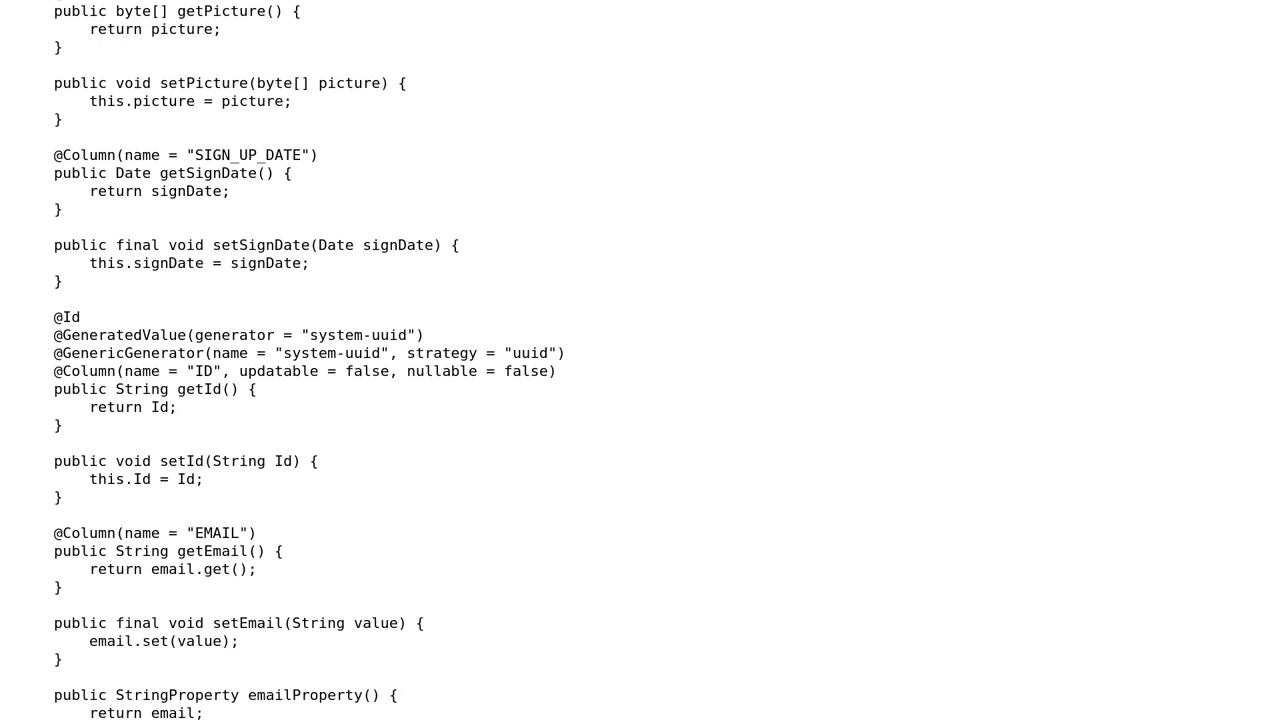 public byte[] getPicture() {
return picture;
}
public void setPicture(byte[] picture) {
this.picture = picture;
}
@Column(name = "SIGN_UP_DATE")
public Date getSignDate() {
return signDate;
}
public final void setSignDate(Date signDate) {
this.signDate = signDate;
}
@Id
@GeneratedValue(generator = "system-uuid")
@GenericGenerator(name = "system-uuid", strategy = "uuid")
@Column(name = "ID", updatable = false, nullable = false)
public String getId() {
return Id;
}
public void setId(String Id) {
this.Id = Id;
}
@Column(name = "EMAIL")
public String getEmail() {
return email.get();
}
public final void setEmail(String value) {
email.set(value);
}
public StringProperty emailProperty() {
return email;